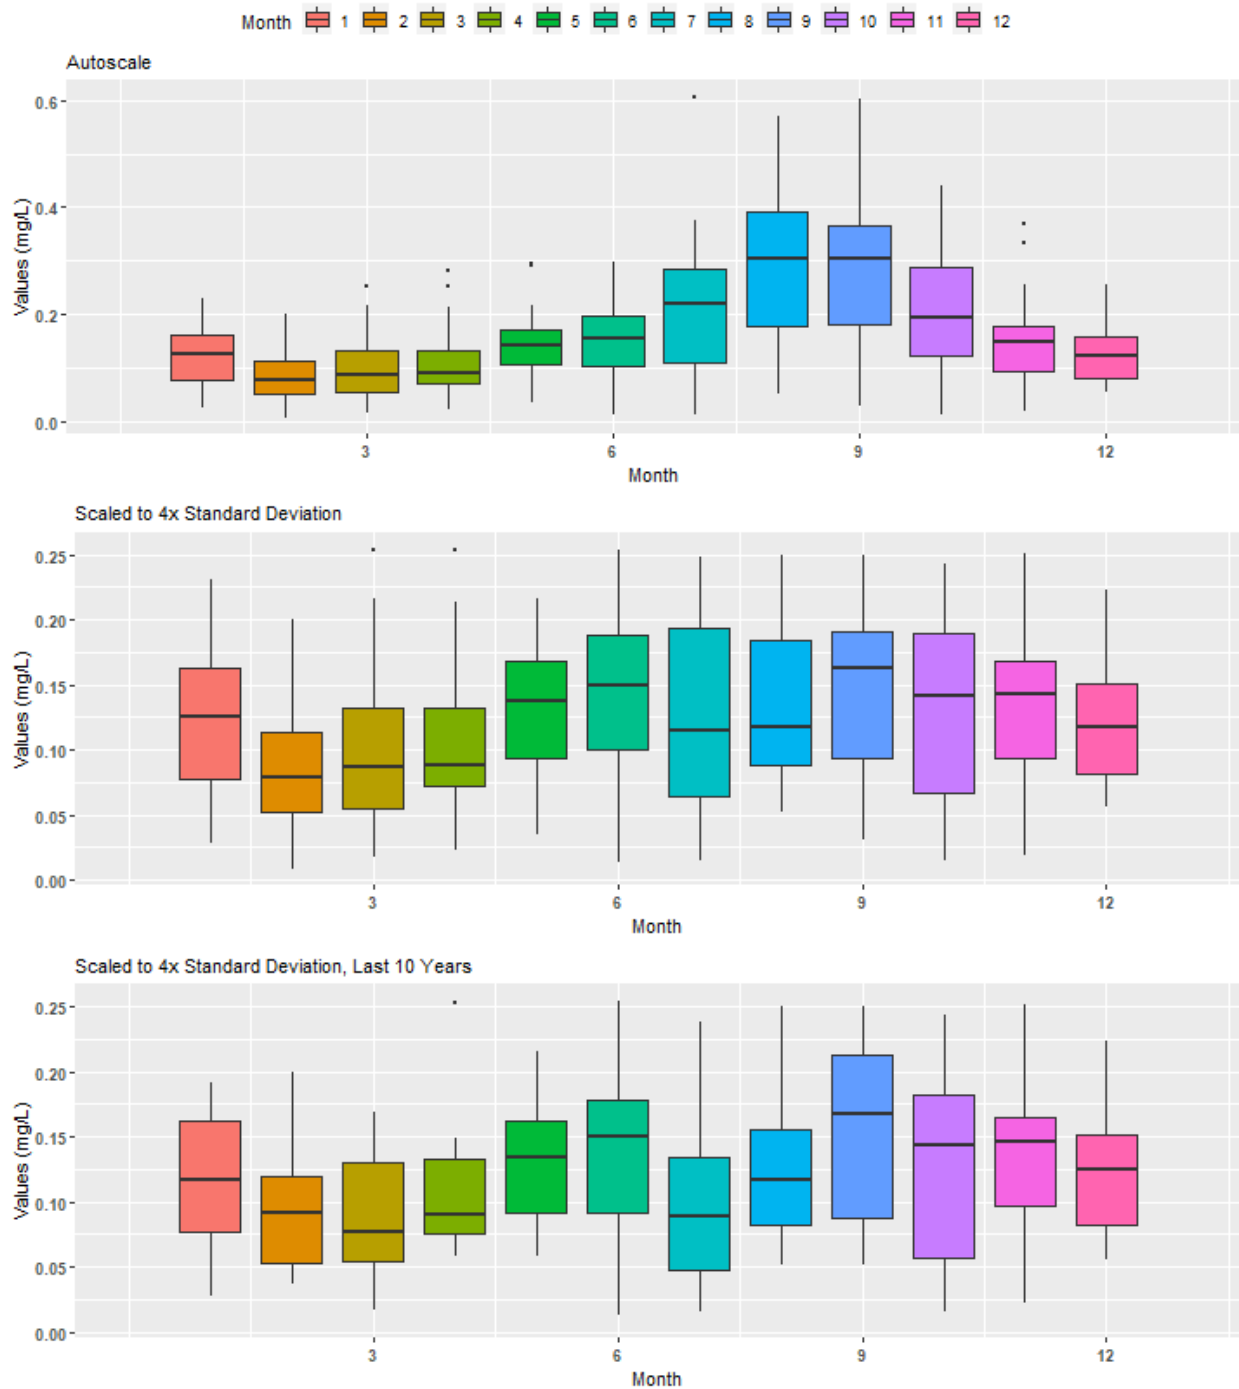 Month 1 2 3 4 5 6 7 8 9 10 11 12
Autoscale
Values (mg/L)
0.6
0.4
0.2
0.0
3 6 9 12
Month
Scaled to 4x Standard Deviation
Values (mg/L)
0.25
0.20
0.15
0.10
0.05
0.00
3 6 9 12
Month
Scaled to 4x Standard Deviation, Last 10 Years
Values (mg/L)
0.25
0.20
0.15
0.10
0.05
0.00
3 6 9 12
Month